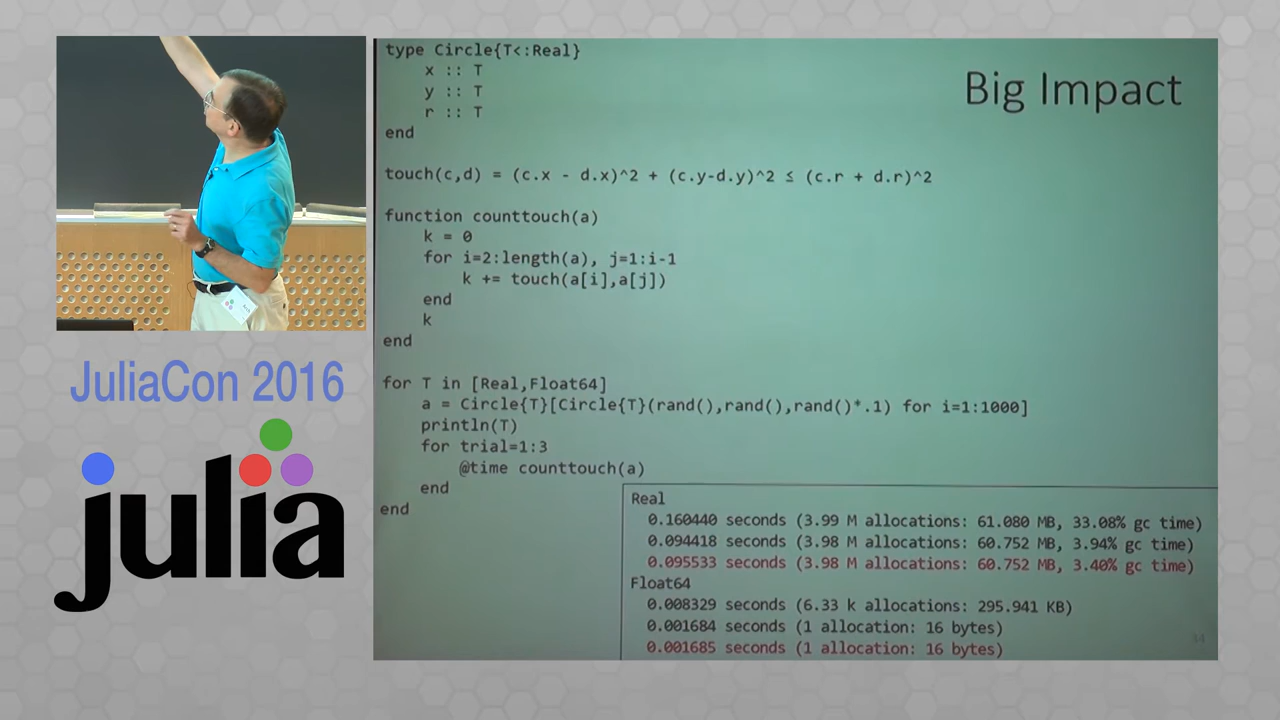 type Circle{T<:Real}
    x :: T
    y :: T
    r :: T
end
Big Impact
touch(c,d) = (c.x - d.x)^2 + (c.y-d.y)^2 ≤ (c.r + d.r)^2
function counttouch(a)
    k = 0
    for i=2:length(a), j=1:i-1
        k += touch(a[i],a[j])
    end
    k
end
for T in [Real,Float64]
    a = Circle{T}[Circle{T}(rand(),rand(),rand()*.1) for i=1:1000]
    println(T)
    for trial=1:3
        @time counttouch(a)
    end
end
Real
0.160440 seconds (3.99 M allocations: 61.080 MB, 33.08% gc time)
0.094418 seconds (3.98 M allocations: 60.752 MB, 3.94% gc time)
0.095533 seconds (3.98 M allocations: 60.752 MB, 3.40% gc time)
Float64
0.008329 seconds (6.33 k allocations: 295.941 KB)
0.001684 seconds (1 allocation: 16 bytes)
0.001685 seconds (1 allocation: 16 bytes)
14
JuliaCon 2016
julia